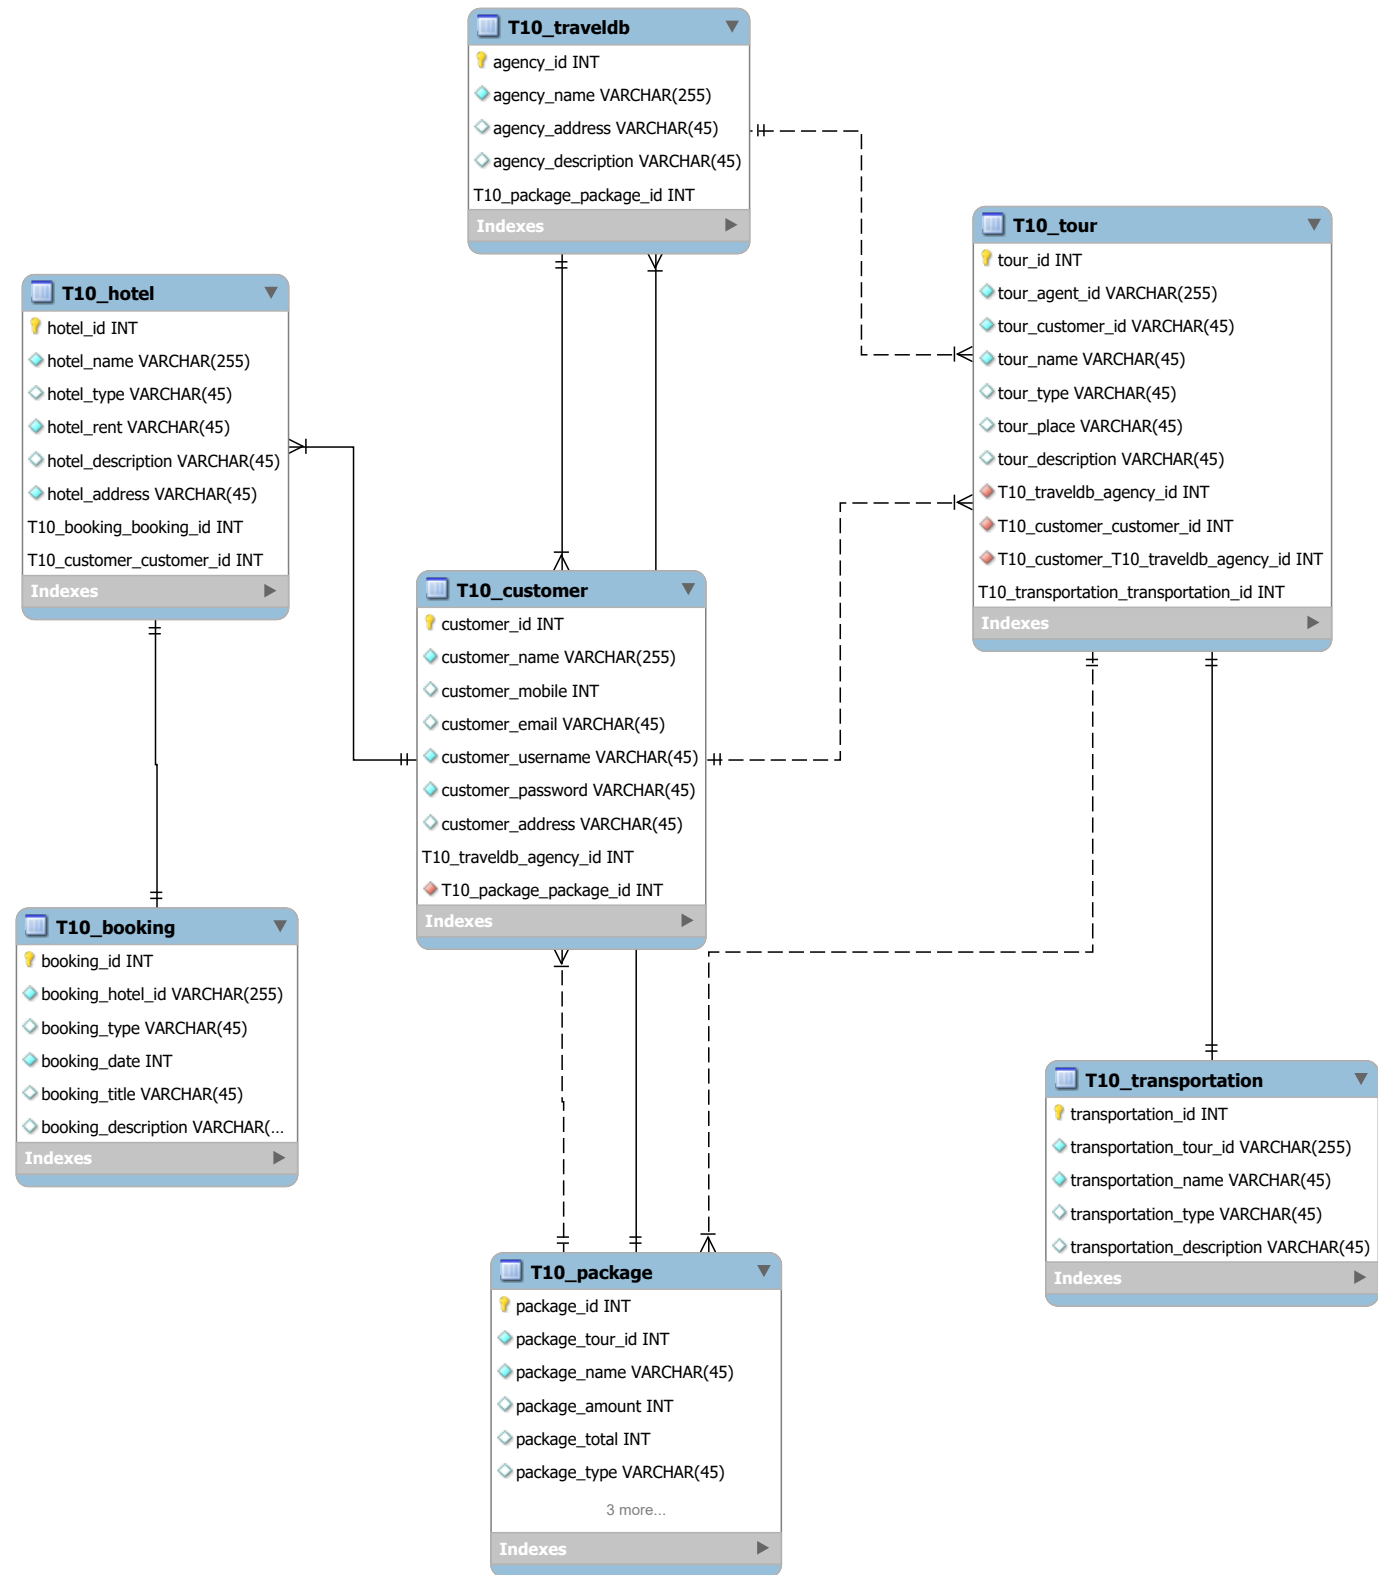 T10_traveldb
agency_id INT
agency_name VARCHAR(255)
agency_address VARCHAR(45)
agency_description VARCHAR(45)
T10_package_package_id INT
Indexes
T10_tour
tour_id INT
tour_agent_id VARCHAR(255)
tour_customer_id VARCHAR(45)
tour_name VARCHAR(45)
tour_type VARCHAR(45)
tour_place VARCHAR(45)
tour_description VARCHAR(45)
T10_traveldb_agency_id INT
T10_customer_customer_id INT
T10_customer_T10_traveldb_agency_id INT
T10_transportation_transportation_id INT
Indexes
T10_hotel
hotel_id INT
hotel_name VARCHAR(255)
hotel_type VARCHAR(45)
hotel_rent VARCHAR(45)
hotel_description VARCHAR(45)
hotel_address VARCHAR(45)
T10_booking_booking_id INT
T10_customer_customer_id INT
Indexes
T10_customer
customer_id INT
customer_name VARCHAR(255)
customer_mobile INT
customer_email VARCHAR(45)
customer_username VARCHAR(45)
customer_password VARCHAR(45)
customer_address VARCHAR(45)
T10_traveldb_agency_id INT
T10_package_package_id INT
Indexes
T10_booking
booking_id INT
booking_hotel_id VARCHAR(255)
booking_type VARCHAR(45)
booking_date INT
booking_title VARCHAR(45)
booking_description VARCHAR(...
Indexes
T10_transportation
transportation_id INT
transportation_tour_id VARCHAR(255)
transportation_name VARCHAR(45)
transportation_type VARCHAR(45)
transportation_description VARCHAR(45)
Indexes
T10_package
package_id INT
package_tour_id INT
package_name VARCHAR(45)
package_amount INT
package_total INT
package_type VARCHAR(45)
3 more...
Indexes